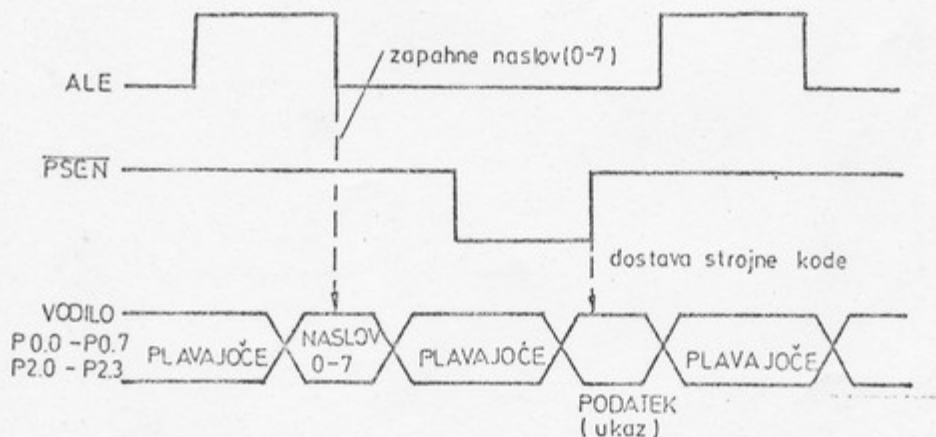 zapahne naslov(0-7)
ALE
PSEN
dostava strojne kode
VODILO
P0.0 -P0.7
P2.0 - P2.3
PLAVAJOČE
NASLOV
0-7
PLAVAJOČE
PLAVAJOČE
PODATEK
(ukaz)